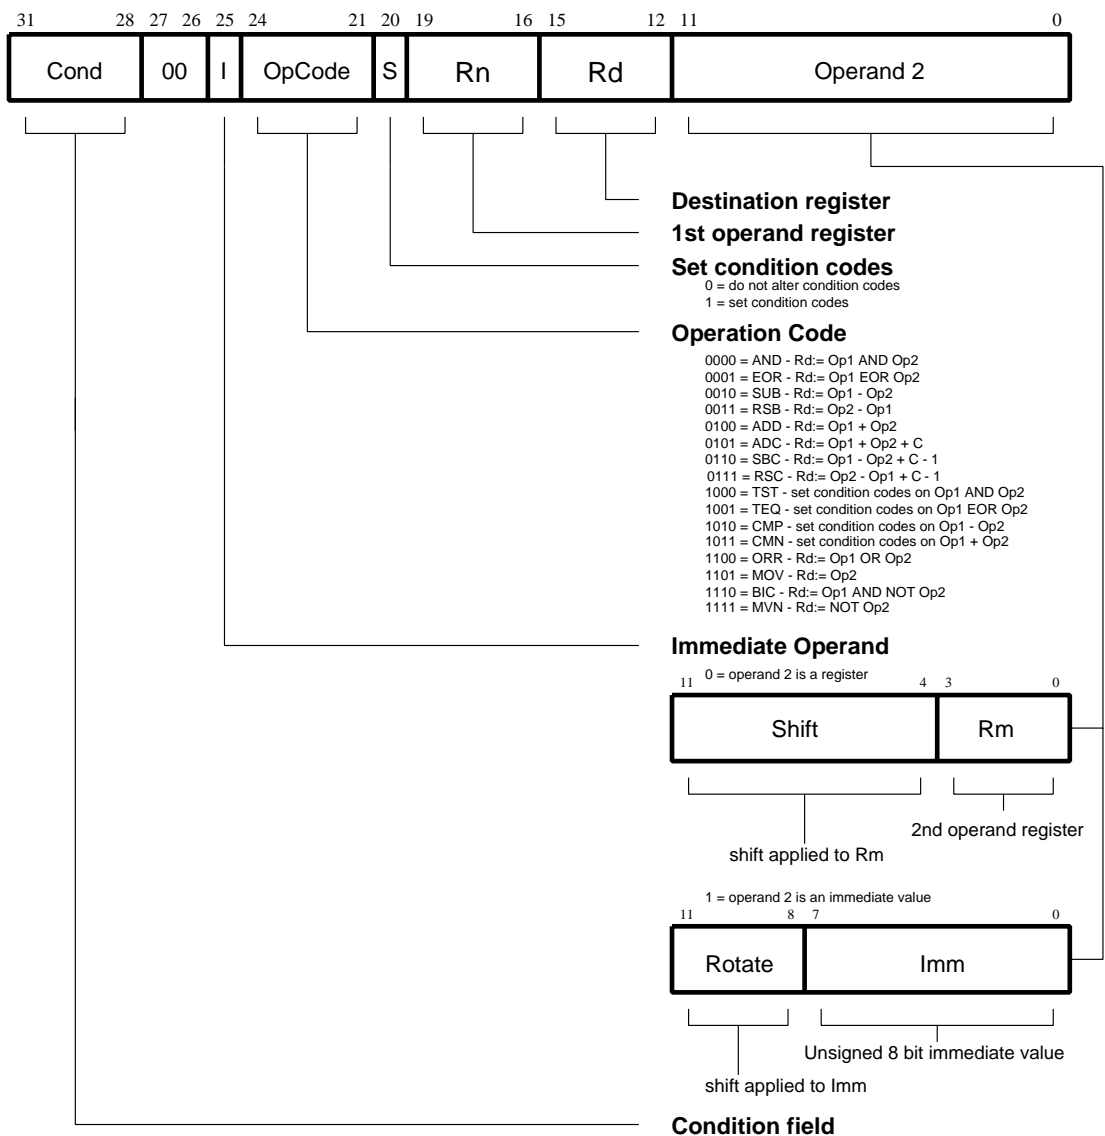 31 28 27 26 25 24 21 20 19 16 15 12 11 0
Cond 00 I OpCode S Rn Rd Operand 2
Destination register
1st operand register
Set condition codes
0 = do not alter condition codes
1 = set condition codes
Operation Code
0000 = AND - Rd:= Op1 AND Op2
0001 = EOR - Rd:= Op1 EOR Op2
0010 = SUB - Rd:= Op1 - Op2
0011 = RSB - Rd:= Op2 - Op1
0100 = ADD - Rd:= Op1 + Op2
0101 = ADC - Rd:= Op1 + Op2 + C
0110 = SBC - Rd:= Op1 - Op2 + C - 1
0111 = RSC - Rd:= Op2 - Op1 + C - 1
1000 = TST - set condition codes on Op1 AND Op2
1001 = TEQ - set condition codes on Op1 EOR Op2
1010 = CMP - set condition codes on Op1 - Op2
1011 = CMN - set condition codes on Op1 + Op2
1100 = ORR - Rd:= Op1 OR Op2
1101 = MOV - Rd:= Op2
1110 = BIC - Rd:= Op1 AND NOT Op2
1111 = MVN - Rd:= NOT Op2
Immediate Operand
0 = operand 2 is a register
11 4 3 0
Shift Rm
2nd operand register
shift applied to Rm
1 = operand 2 is an immediate value
11 8 7 0
Rotate Imm
Unsigned 8 bit immediate value
shift applied to Imm
Condition field